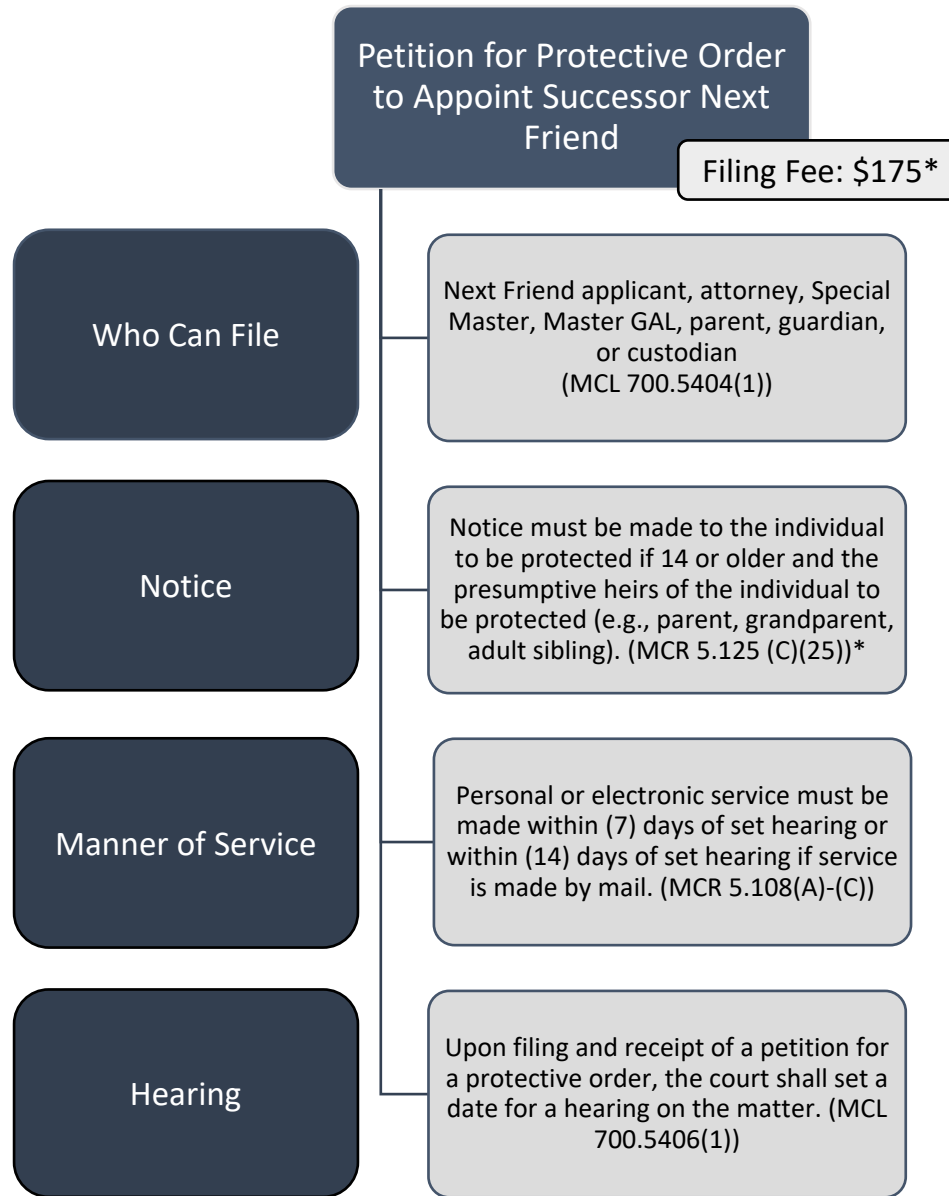 Petition for Protective Order
to Appoint Successor Next
Friend
Filing Fee: $175*
Who Can File
Next Friend applicant, attorney, Special
Master, Master GAL, parent, guardian,
or custodian
(MCL 700.5404(1))
Notice
Notice must be made to the individual
to be protected if 14 or older and the
presumptive heirs of the individual to
be protected (e.g., parent, grandparent,
adult sibling). (MCR 5.125 (C)(25))*
Manner of Service
Personal or electronic service must be
made within (7) days of set hearing or
within (14) days of set hearing if service
is made by mail. (MCR 5.108(A)-(C))
Hearing
Upon filing and receipt of a petition for
a protective order, the court shall set a
date for a hearing on the matter. (MCL
700.5406(1))